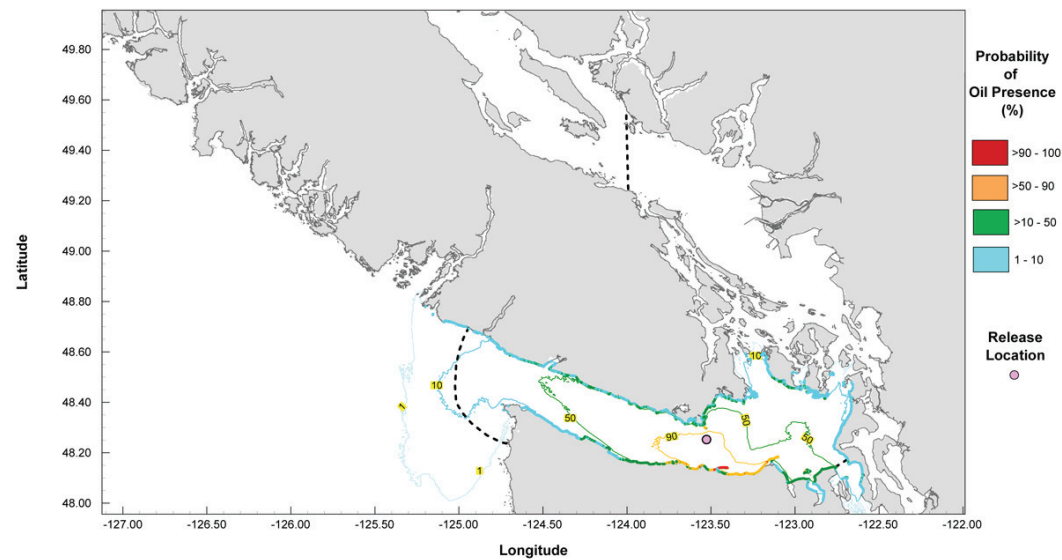 Probability
of
Oil Presence
(%)
>90 - 100
>50 - 90
>10 - 50
1 - 10
Release
Location
Latitude
49.80
49.60
49.40
49.20
49.00
48.80
48.60
48.40
48.20
48.00
10
10
1
50
50
50
90
1
-127.00
-126.50
-126.00
-125.50
-125.00
-124.50
-124.00
-123.50
-123.00
-122.50
-122.00
Longitude